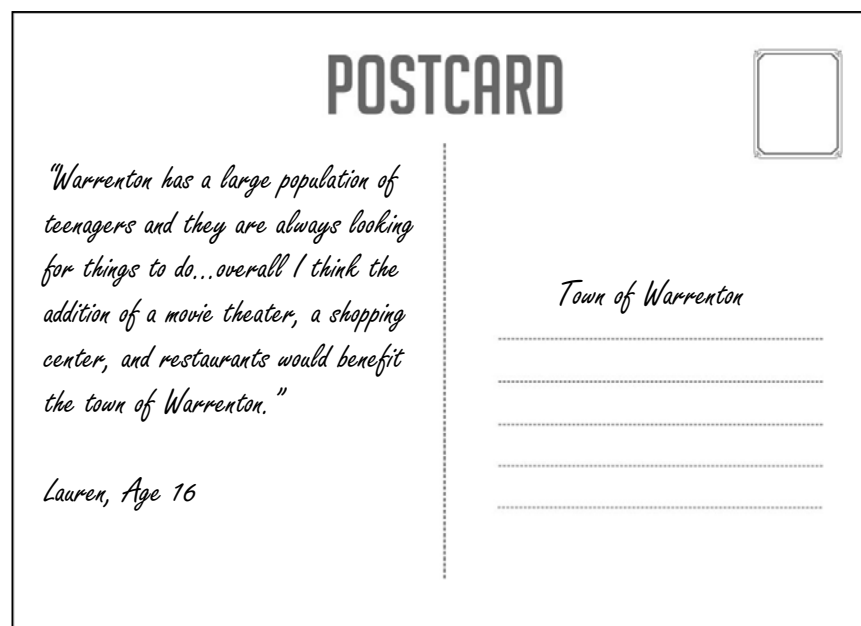 POSTCARD
"Warrenton has a large population of
teenagers and they are always looking
for things to do...overall I think the
addition of a movie theater, a shopping
center, and restaurants would benefit
the town of Warrenton."
Lauren, Age 16
Town of Warrenton